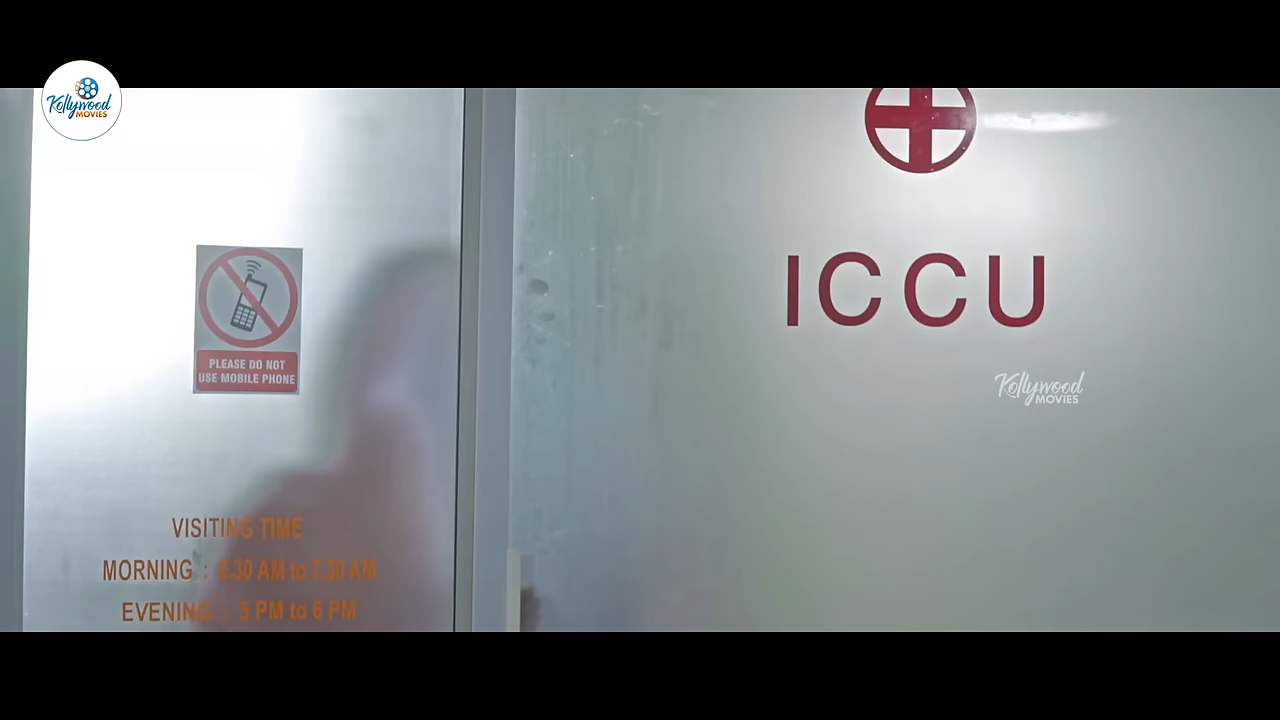 Kollywood
MOVIES
PLEASE DO NOT
USE MOBILE PHONE
VISITING TIME
MORNING : 6.30 AM to 7.30 AM
EVENING : 5 PM to 6 PM
ICCU
Kollywood
MOVIES